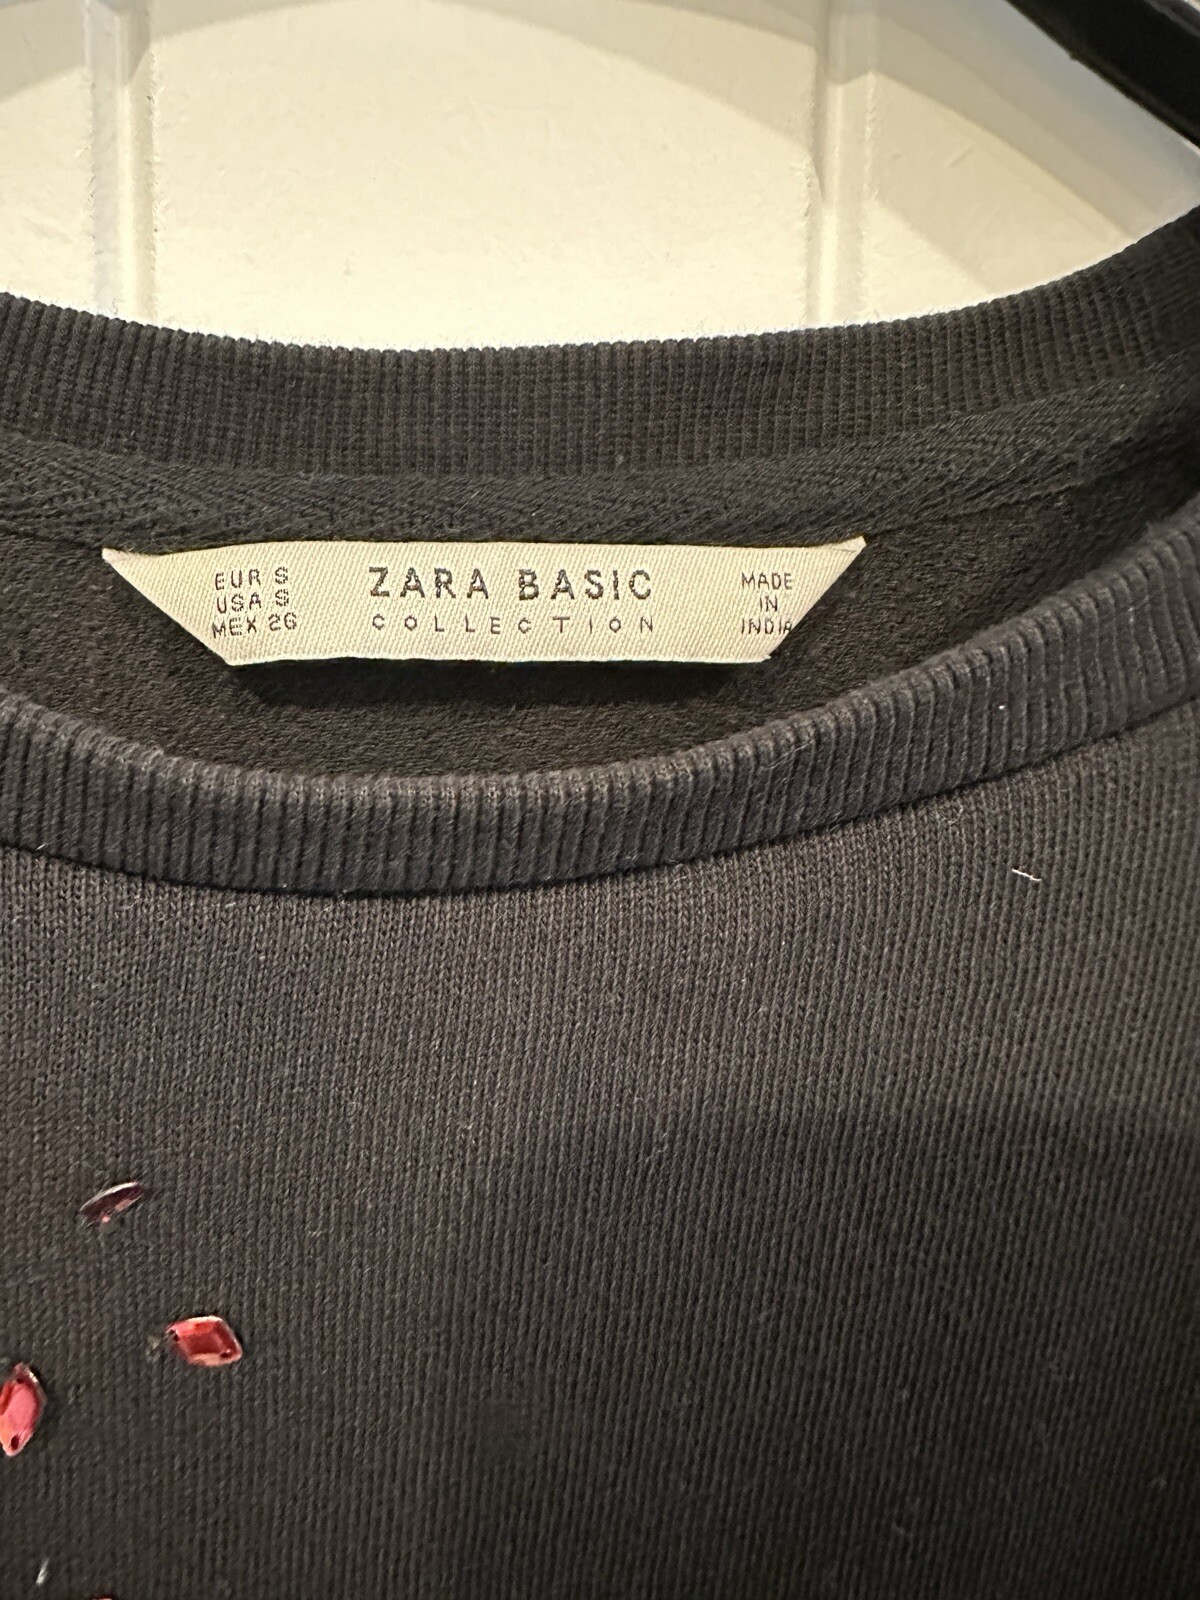 EUR S
USA S
MEX 26
ZARA BASIC
COLLECTION
MADE
IN
INDIA